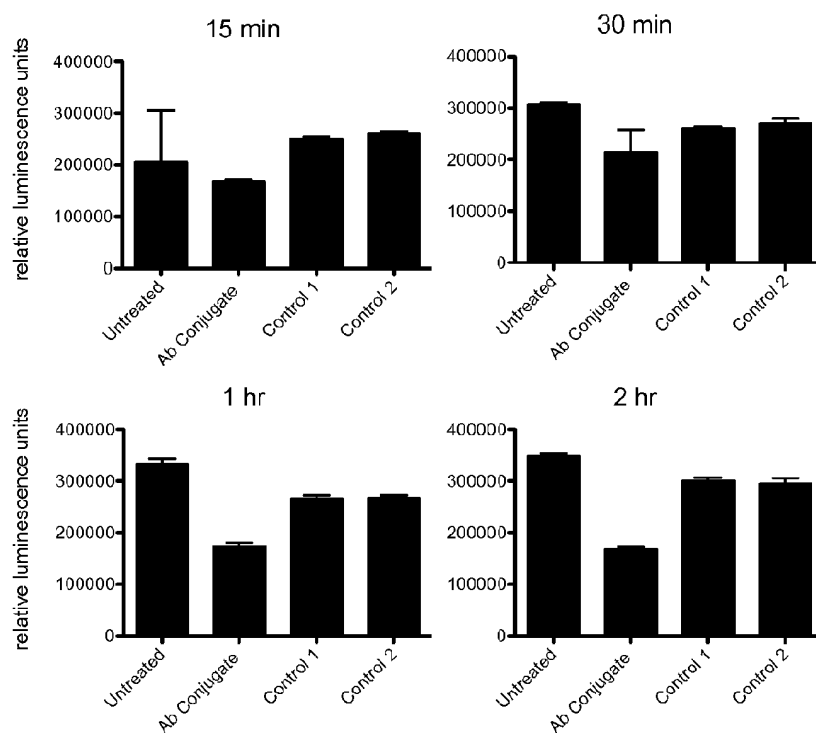 15 min
30 min
relative luminescence units
400000
300000
200000
100000
0
Untreated
Ab Conjugate
Control 1
Control 2
400000
300000
200000
100000
0
Untreated
Ab Conjugate
Control 1
Control 2
1 hr
2 hr
relative luminescence units
400000
300000
200000
100000
0
Untreated
Ab Conjugate
Control 1
Control 2
400000
300000
200000
100000
0
Untreated
Ab Conjugate
Control 1
Control 2